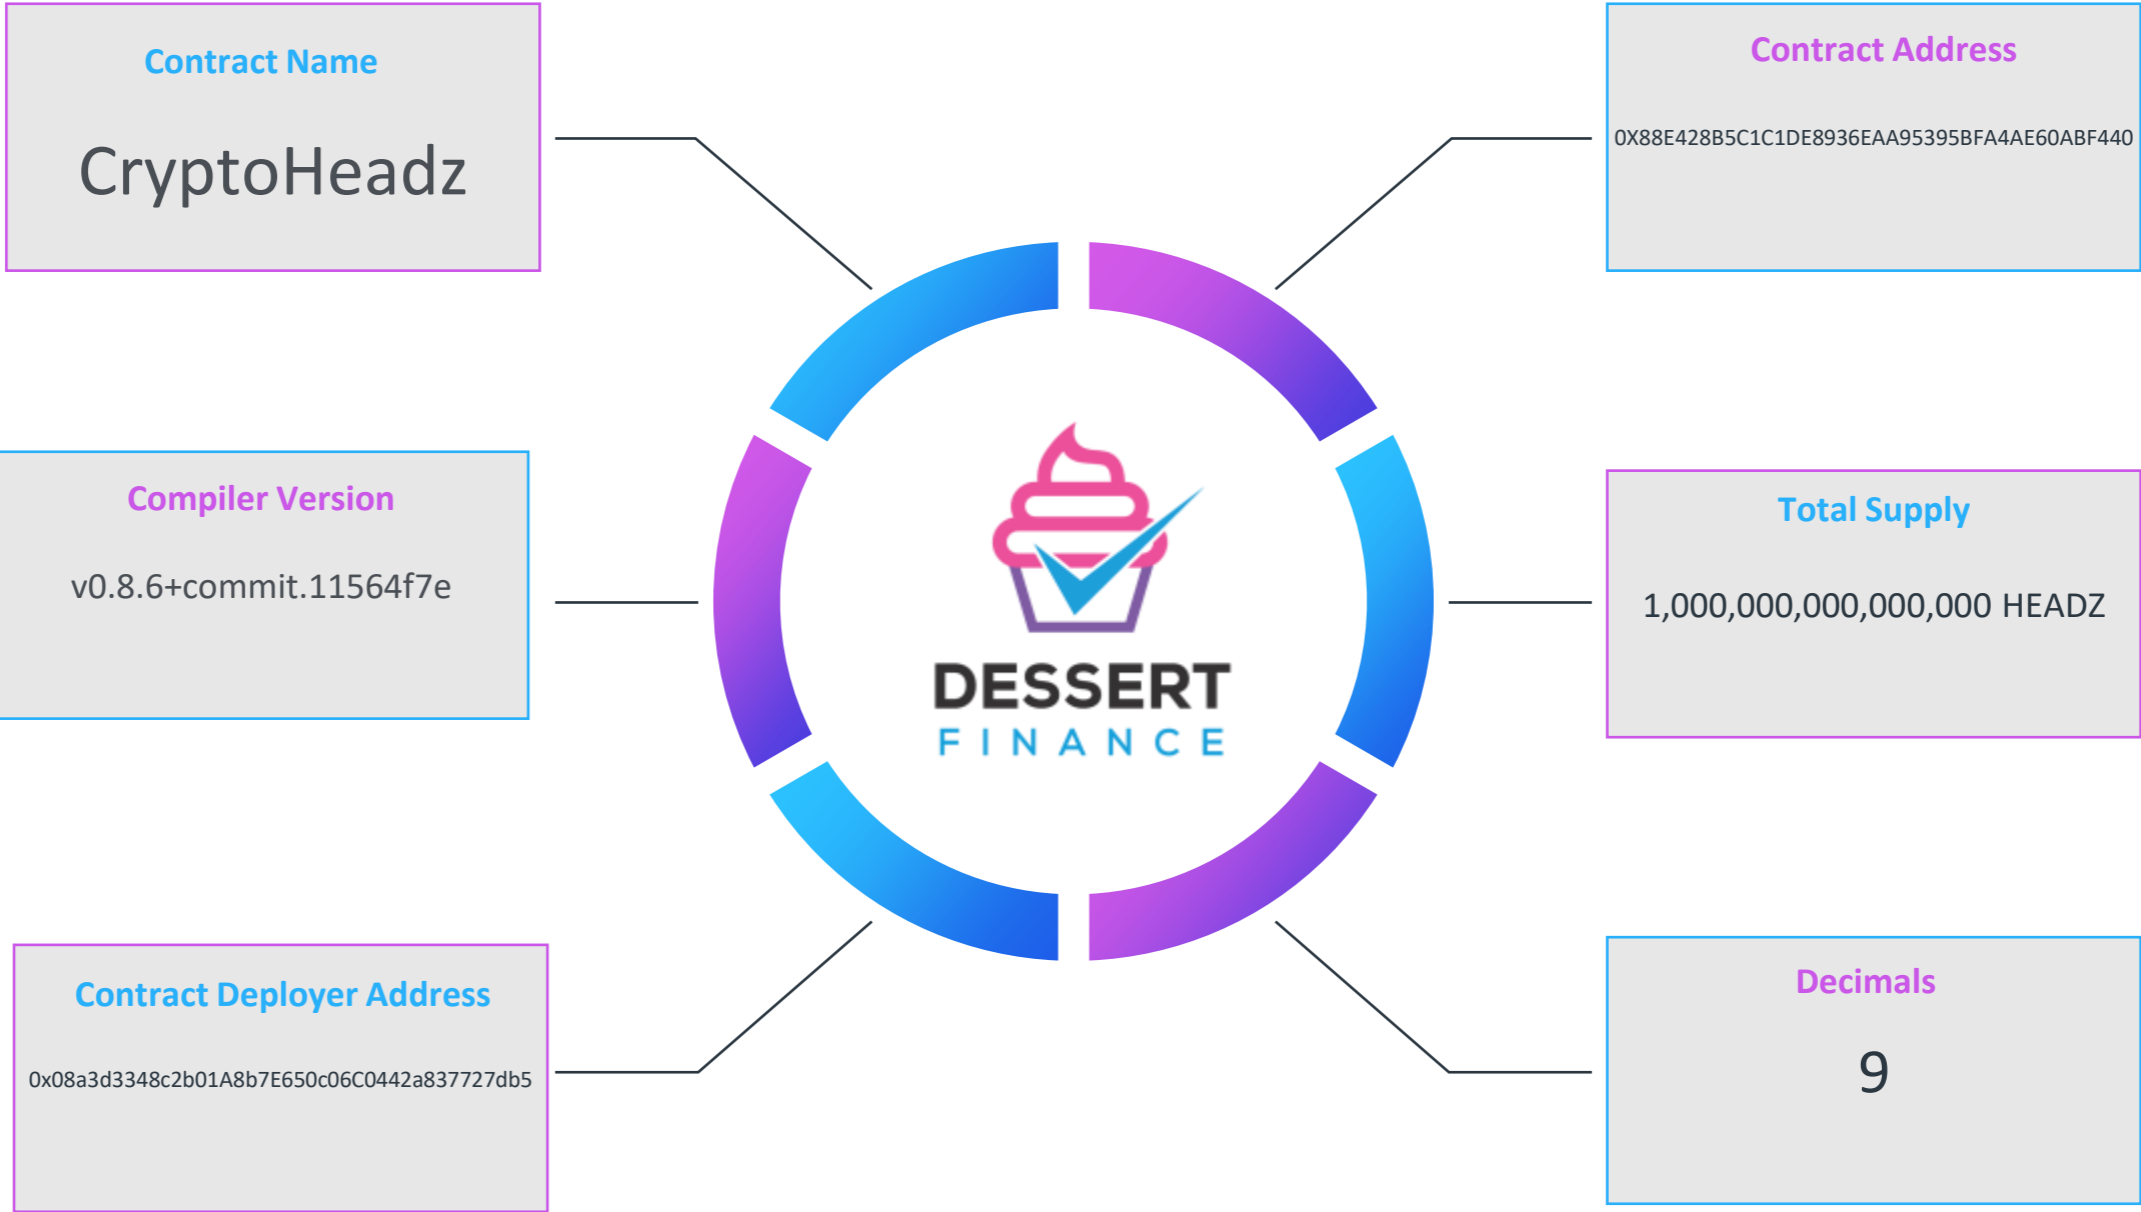 Contract Name
CryptoHeadz
Contract Address
0X88E428B5C1C1DE8936EAA95395BFA4AE60ABF440
Compiler Version
v0.8.6+commit.11564f7e
Total Supply
1,000,000,000,000,000 HEADZ
DESSERT
FINANCE
Contract Deployer Address
0x08a3d3348c2b01A8b7E650c06C0442a837727db5
Decimals
9